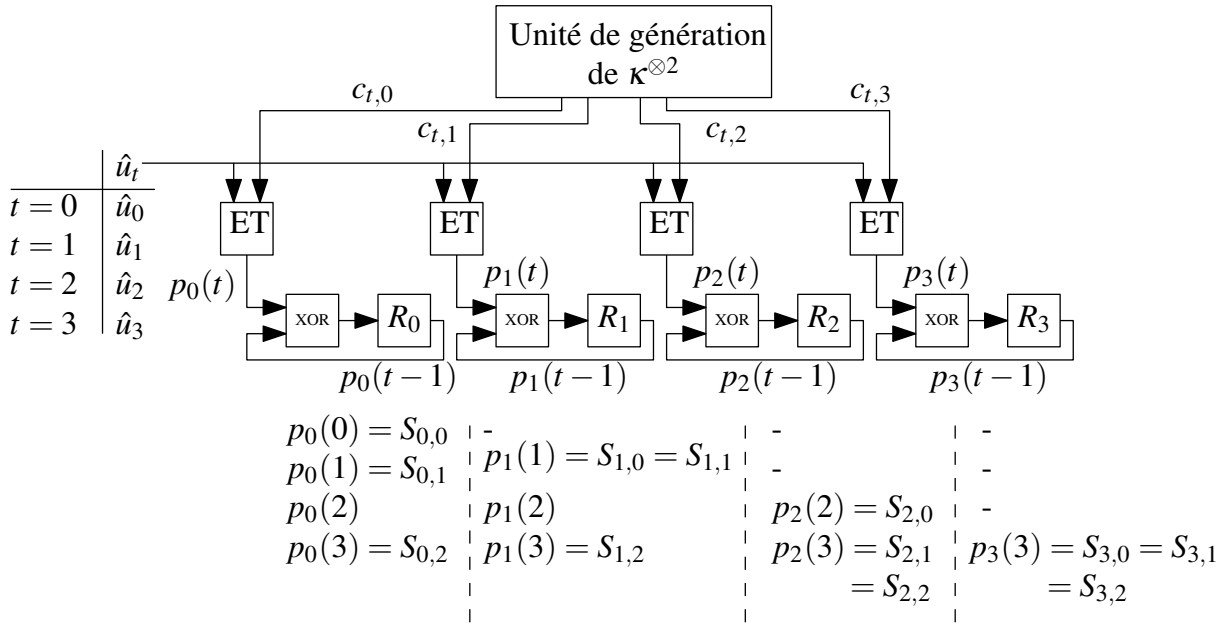 Unité de génération
de κ^{⊗2}
c_{t,0}
c_{t,3}
c_{t,1}
c_{t,2}
û_t
t = 0 û_0
t = 1 û_1
t = 2 û_2
t = 3 û_3
ET ET ET ET
p_0(t) p_1(t) p_2(t) p_3(t)
XOR R_0 XOR R_1 XOR R_2 XOR R_3
p_0(t−1) p_1(t−1) p_2(t−1) p_3(t−1)
p_0(0) = S_{0,0} - - -
p_0(1) = S_{0,1} p_1(1) = S_{1,0} = S_{1,1} - -
p_0(2) p_1(2) p_2(2) = S_{2,0} -
p_0(3) = S_{0,2} p_1(3) = S_{1,2} p_2(3) = S_{2,1} p_3(3) = S_{3,0} = S_{3,1}
= S_{2,2} = S_{3,2}